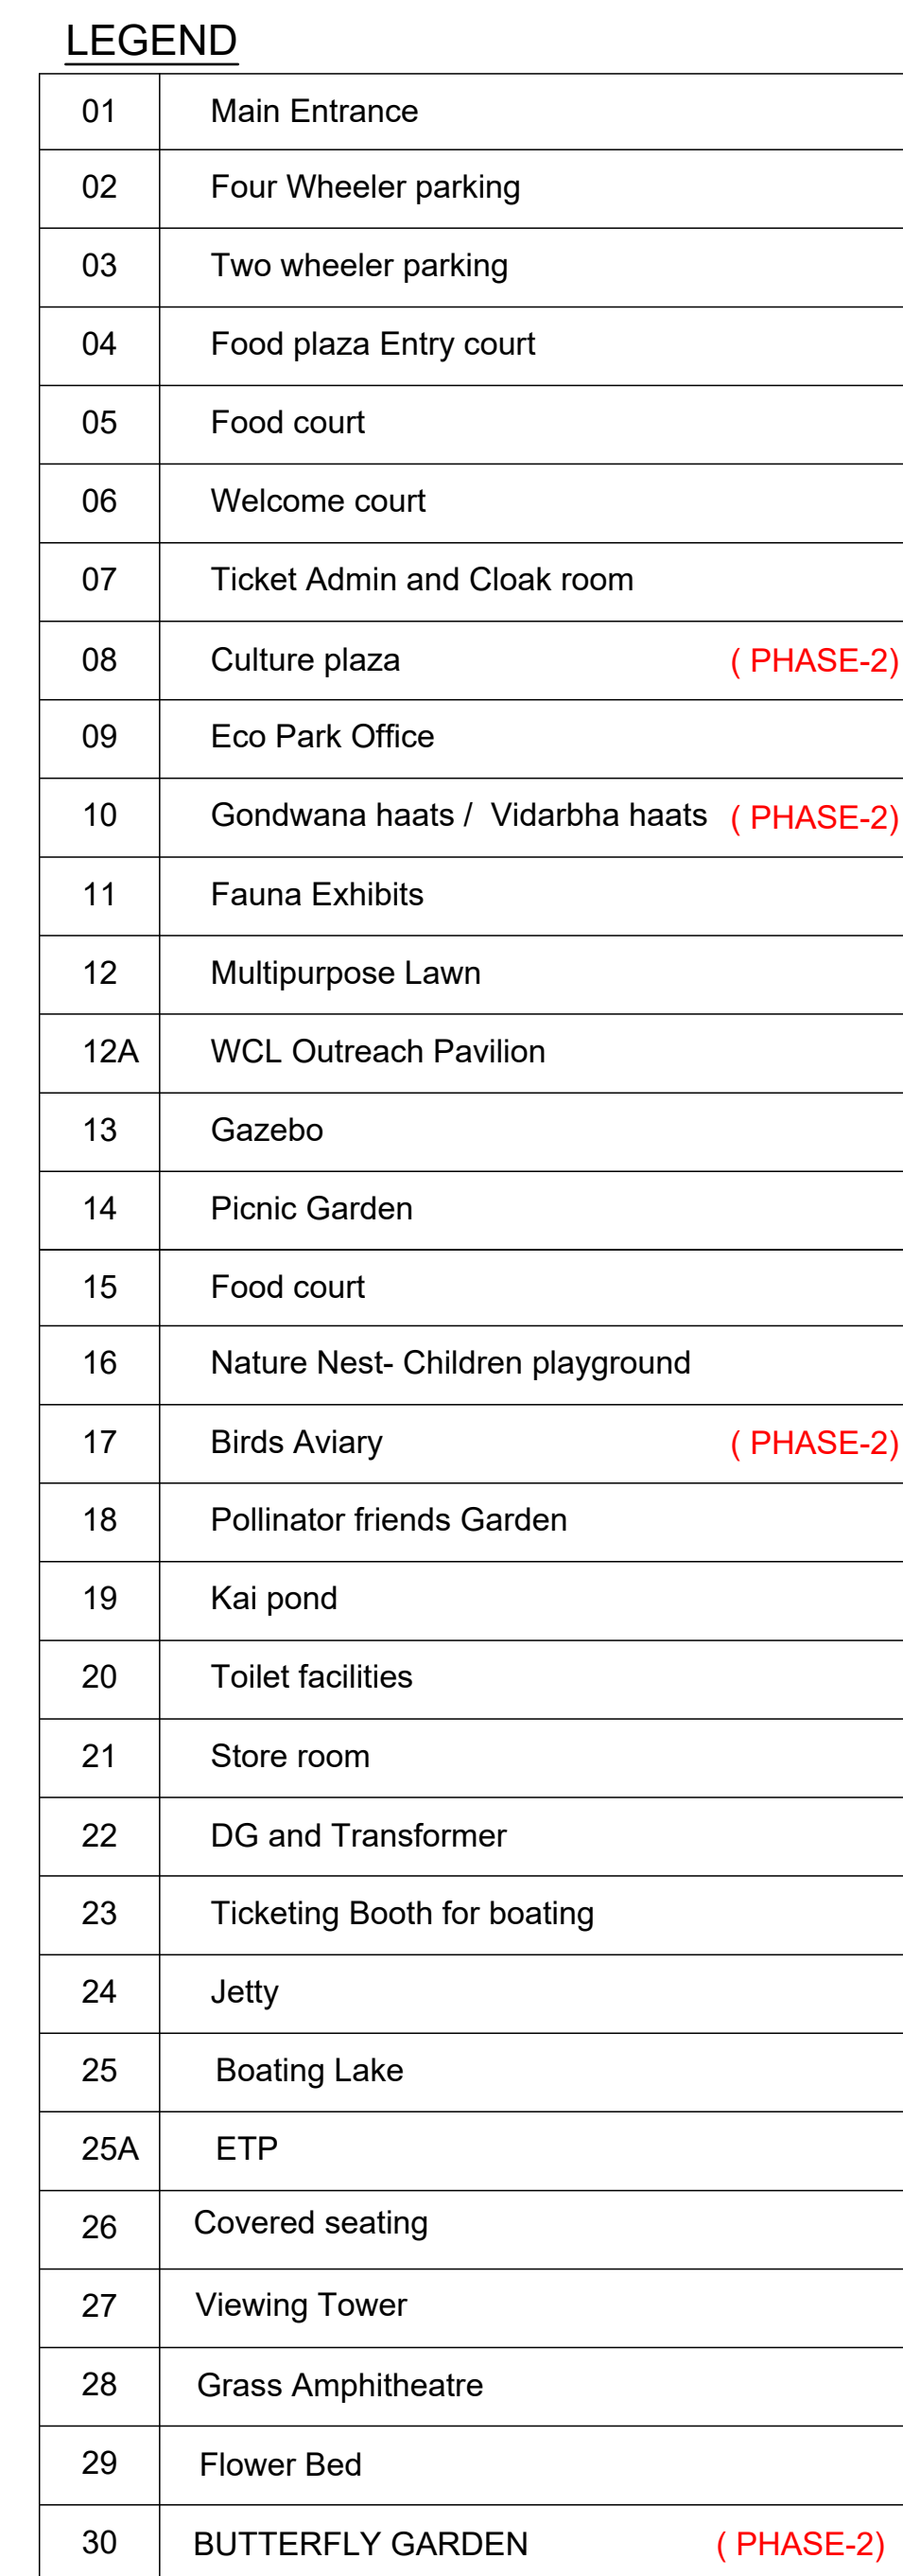 LEGEND
01 Main Entrance
02 Four Wheeler parking
03 Two wheeler parking
04 Food plaza Entry court
05 Food court
06 Welcome court
07 Ticket Admin and Cloak room
08 Culture plaza ( PHASE-2)
09 Eco Park Office
10 Gondwana haats / Vidarbha haats ( PHASE-2)
11 Fauna Exhibits
12 Multipurpose Lawn
12A WCL Outreach Pavilion
13 Gazebo
14 Picnic Garden
15 Food court
16 Nature Nest- Children playground
17 Birds Aviary ( PHASE-2)
18 Pollinator friends Garden
19 Kai pond
20 Toilet facilities
21 Store room
22 DG and Transformer
23 Ticketing Booth for boating
24 Jetty
25 Boating Lake
25A ETP
26 Covered seating
27 Viewing Tower
28 Grass Amphitheatre
29 Flower Bed
30 BUTTERFLY GARDEN ( PHASE-2)